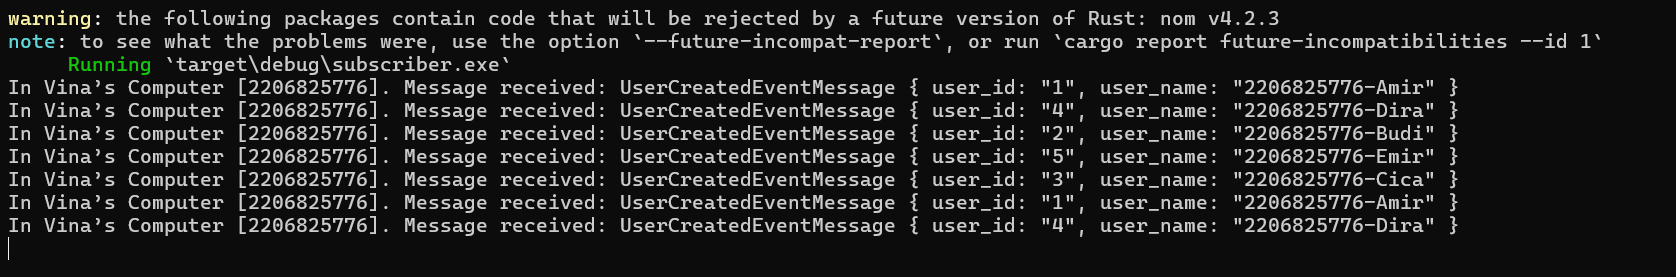 warning: the following packages contain code that will be rejected by a future version of Rust: nom v4.2.3
note: to see what the problems were, use the option `--future-incompat-report`, or run `cargo report future-incompatibilities --id 1`
     Running `target\debug\subscriber.exe`
In Vina’s Computer [2206825776]. Message received: UserCreatedEventMessage { user_id: "1", user_name: "2206825776-Amir" }
In Vina’s Computer [2206825776]. Message received: UserCreatedEventMessage { user_id: "4", user_name: "2206825776-Dira" }
In Vina’s Computer [2206825776]. Message received: UserCreatedEventMessage { user_id: "2", user_name: "2206825776-Budi" }
In Vina’s Computer [2206825776]. Message received: UserCreatedEventMessage { user_id: "5", user_name: "2206825776-Emir" }
In Vina’s Computer [2206825776]. Message received: UserCreatedEventMessage { user_id: "3", user_name: "2206825776-Cica" }
In Vina’s Computer [2206825776]. Message received: UserCreatedEventMessage { user_id: "1", user_name: "2206825776-Amir" }
In Vina’s Computer [2206825776]. Message received: UserCreatedEventMessage { user_id: "4", user_name: "2206825776-Dira" }